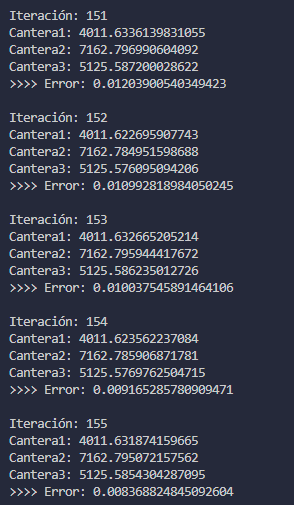 Iteración: 151
Cantera1: 4011.6336139831055
Cantera2: 7162.796990604092
Cantera3: 5125.587200028622
>>>> Error: 0.01203900540349423
Iteración: 152
Cantera1: 4011.622695907743
Cantera2: 7162.784951598688
Cantera3: 5125.576095094206
>>>> Error: 0.010992818984050245
Iteración: 153
Cantera1: 4011.632665205214
Cantera2: 7162.795944417672
Cantera3: 5125.586235012726
>>>> Error: 0.010037545891464106
Iteración: 154
Cantera1: 4011.623562237084
Cantera2: 7162.785906871781
Cantera3: 5125.5769762504715
>>>> Error: 0.009165285780909471
Iteración: 155
Cantera1: 4011.631874159665
Cantera2: 7162.795072157562
Cantera3: 5125.5854304287095
>>>> Error: 0.008368824845092604